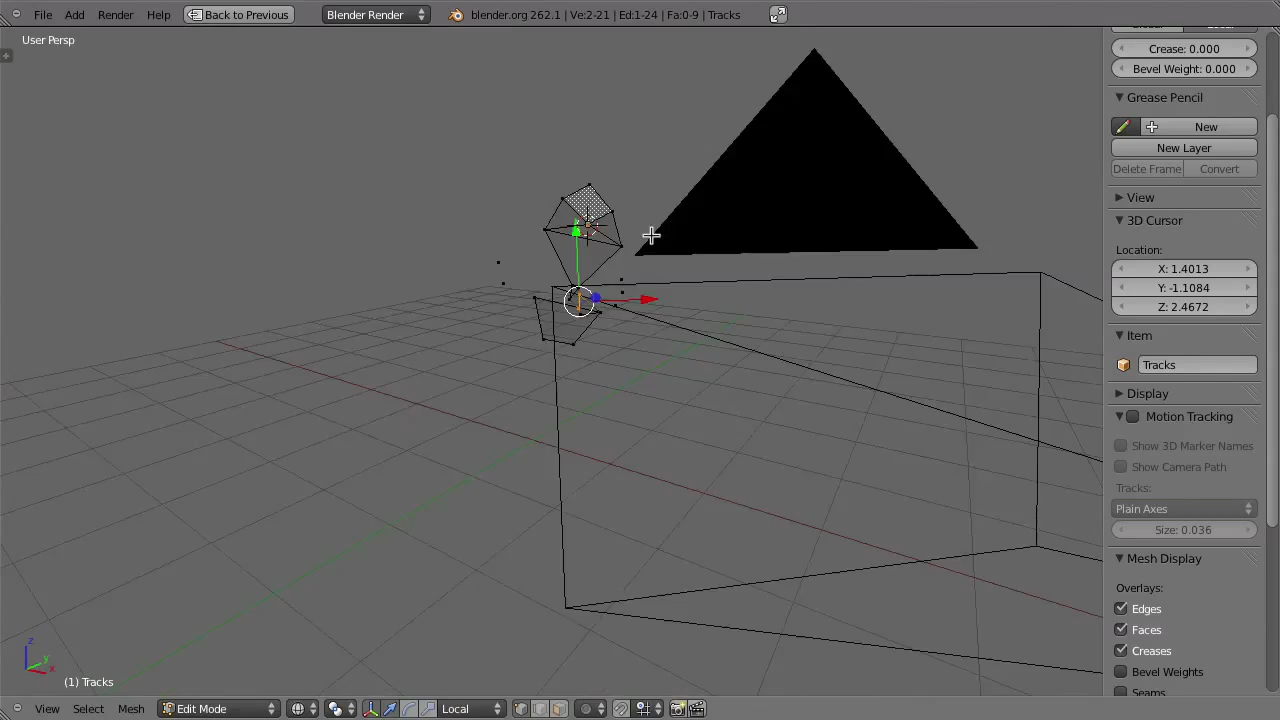 File Add Render Help Back to Previous Blender Render blender.org 262.1 | Ve:2-21 | Ed:1-24 | Fa:0-9 | Tracks
User Persp
Crease: 0.000
Bevel Weight: 0.000
Grease Pencil
New
New Layer
Delete Frame Convert
View
3D Cursor
Location:
X: 1.4013
Y: -1.1084
Z: 2.4672
Item
Tracks
Display
Motion Tracking
Show 3D Marker Names
Show Camera Path
Tracks:
Plain Axes
Size: 0.036
Mesh Display
Overlays:
Edges
Faces
Creases
Bevel Weights
Seams
z
y
x
(1) Tracks
View Select Mesh Edit Mode Local